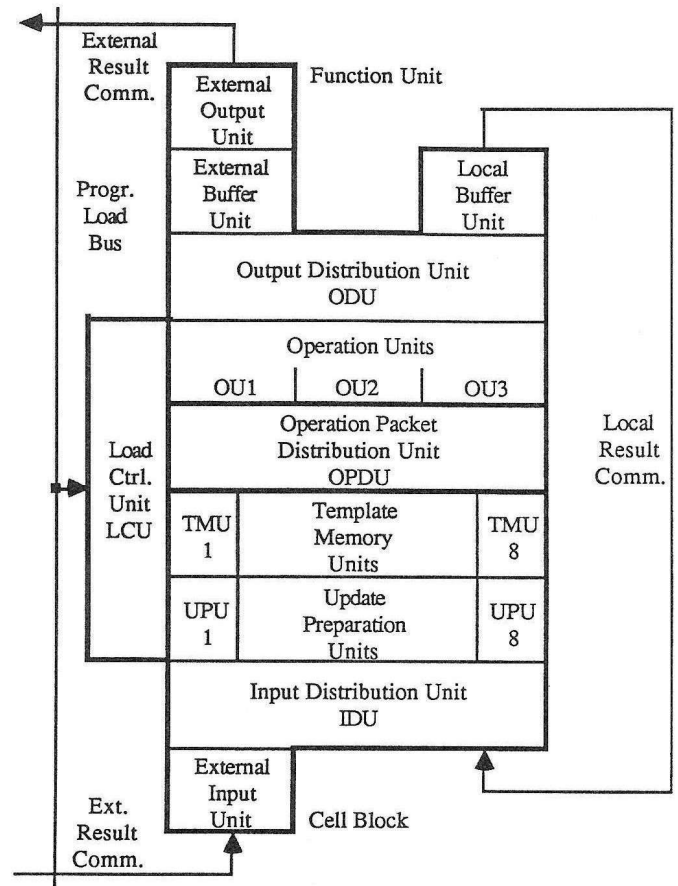 External
Result
Comm.
Function Unit
External
Output
Unit
External
Buffer
Unit
Local
Buffer
Unit
Progr.
Load
Bus
Output Distribution Unit
ODU
Operation Units
OU1 OU2 OU3
Operation Packet
Distribution Unit
OPDU
Load
Ctrl.
Unit
LCU
Local
Result
Comm.
TMU
1
Template
Memory
Units
TMU
8
UPU
1
Update
Preparation
Units
UPU
8
Input Distribution Unit
IDU
External
Input
Unit
Cell Block
Ext.
Result
Comm.